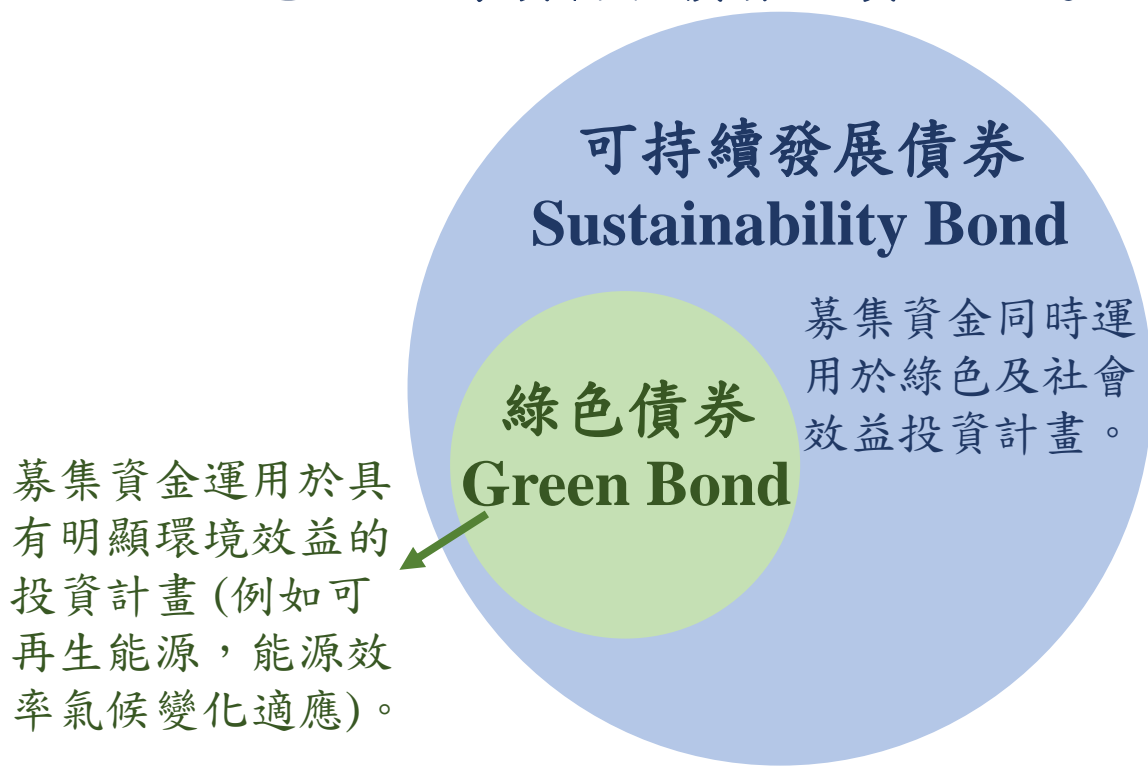 可持續發展債券
Sustainability Bond
募集資金同時運
用於綠色及社會
效益投資計畫。
綠色債券
Green Bond
募集資金運用於具
有明顯環境效益的
投資計畫(例如可
再生能源，能源效
率氣候變化適應)。